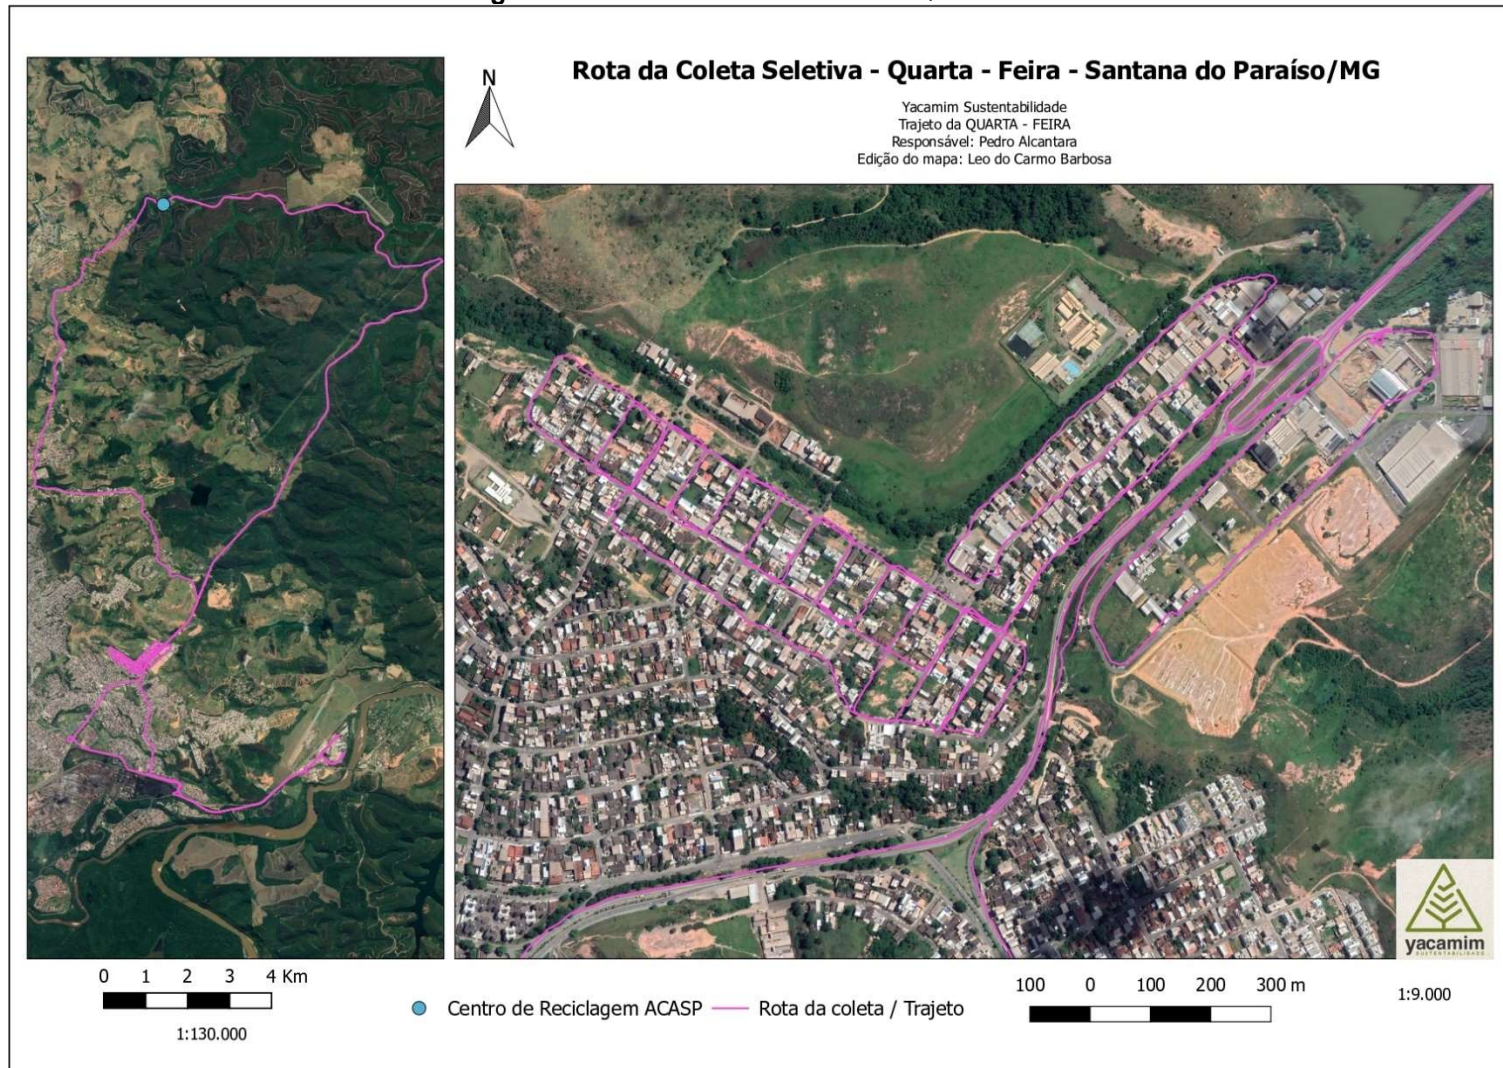 N
Rota da Coleta Seletiva - Quarta - Feira - Santana do Paraíso/MG
Yacamim Sustentabilidade
Trajeto da QUARTA - FEIRA
Responsável: Pedro Alcantara
Edição do mapa: Leo do Carmo Barbosa
yacamim
SUSTENTABILIDADE
0 1 2 3 4 Km
1:130.000
Centro de Reciclagem ACASP
Rota da coleta / Trajeto
100 0 100 200 300 m
1:9.000